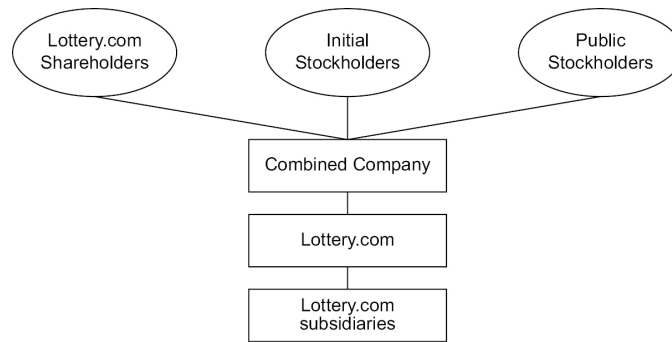 Lottery.com
Shareholders
Initial
Stockholders
Public
Stockholders
Combined Company
Lottery.com
Lottery.com
subsidiaries